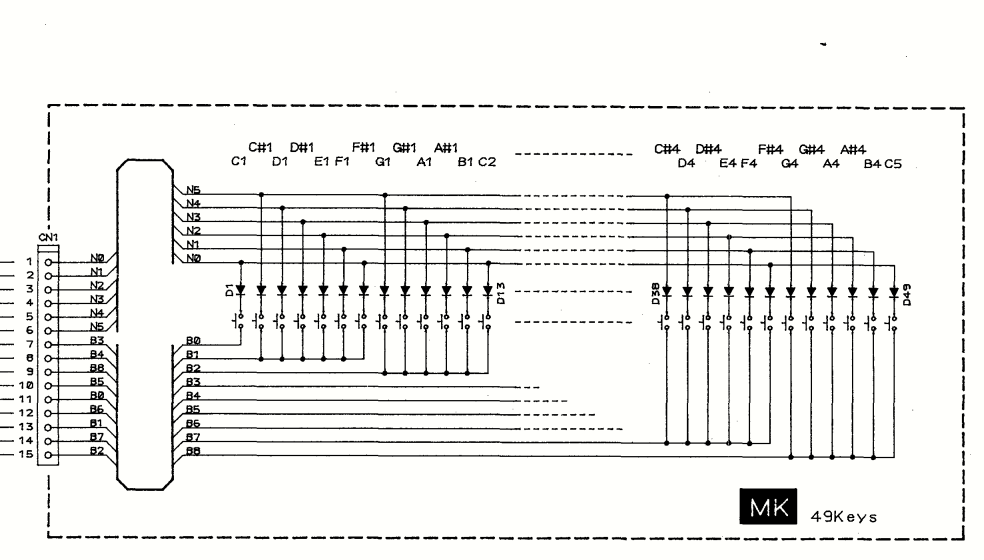 C#1 D#1 F#1 G#1 A#1 C#4 D#4 F#4 G#4 A#4
C1 D1 E1 F1 G1 A1 B1 C2 D4 E4 F4 G4 A4 B4 C5
N5
N4
N3
N2
N1
N0
CN1
1 N0
2 N1
3 N2
4 N3
5 N4
6 N5
7 B3
8 B4
9 B8
10 B5
11 B0
12 B6
13 B1
14 B7
15 B2
D1 D13 D38 D49
B0
B1
B2
B3
B4
B5
B6
B7
B8
MK 49Keys